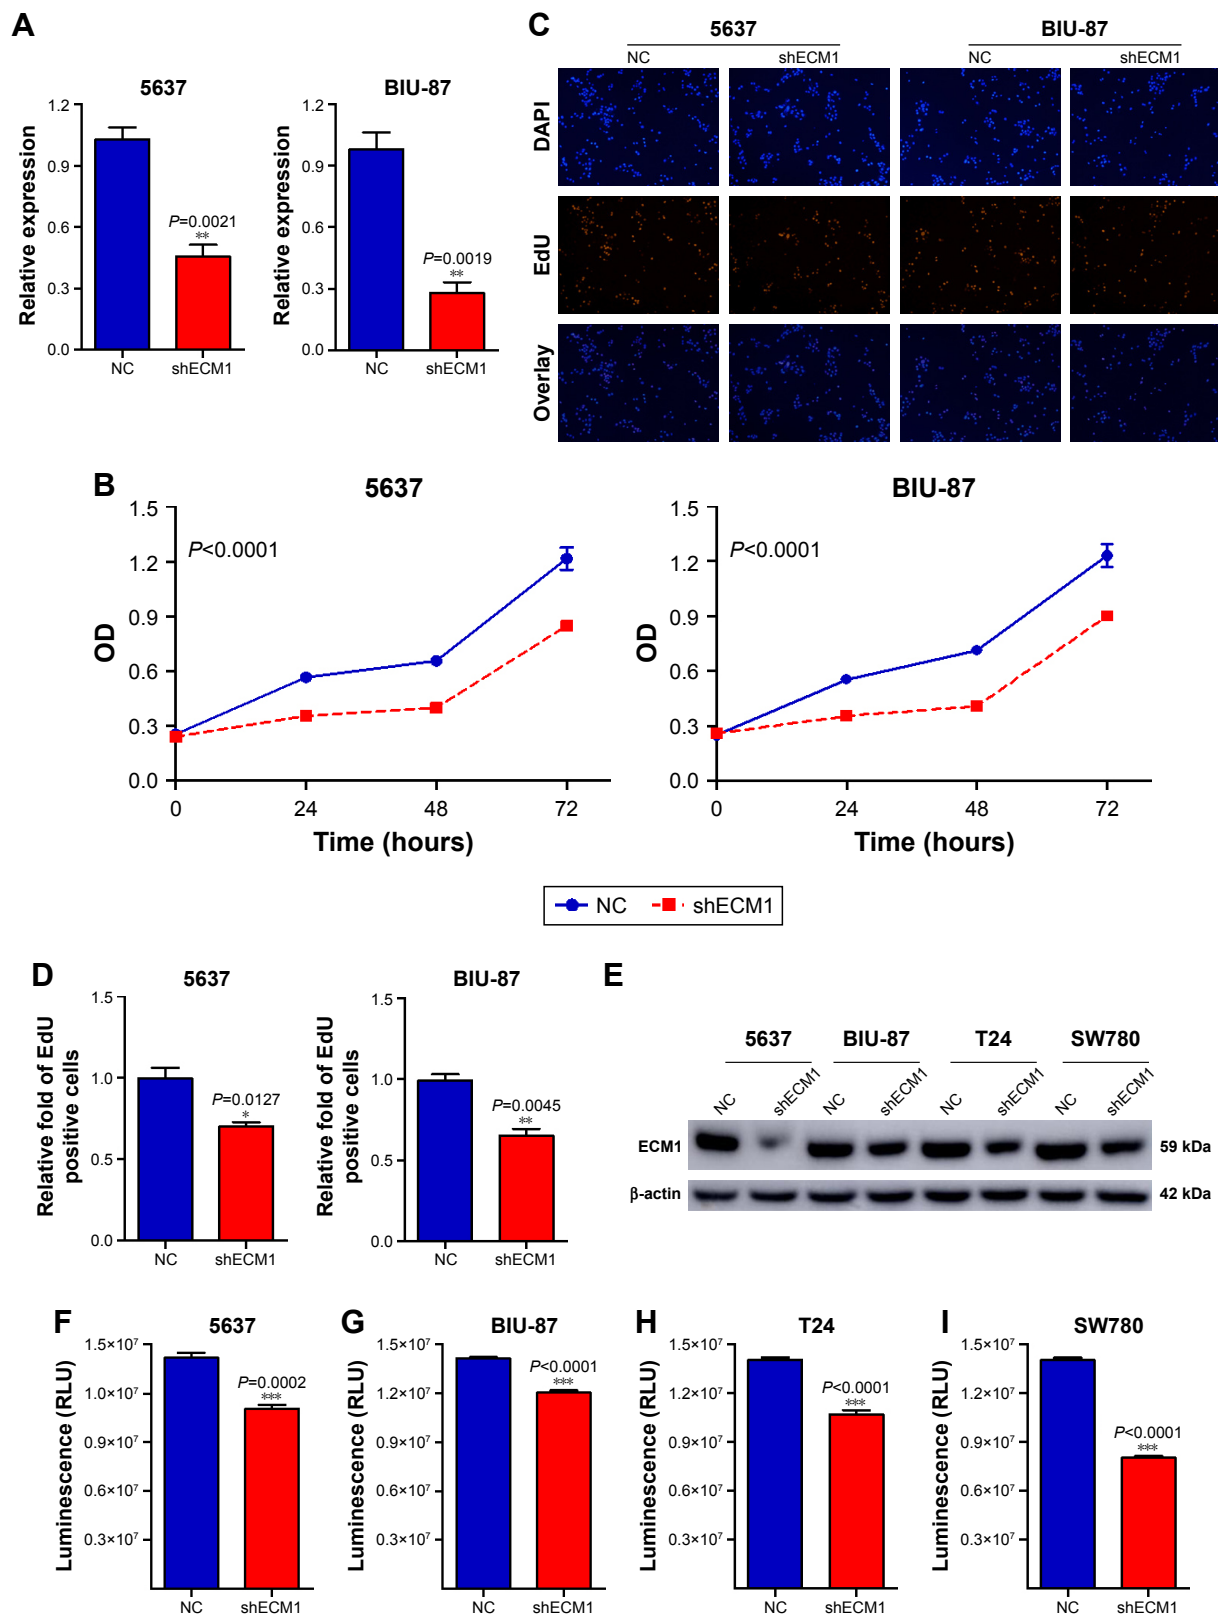 A
5637
BIU-87
Relative expression
1.2
0.9
0.6
0.3
0.0
P=0.0021
**
NC
shECM1
Relative expression
1.2
0.9
0.6
0.3
0.0
P=0.0019
**
NC
shECM1
C
5637
BIU-87
NC
shECM1
NC
shECM1
DAPI
EdU
Overlay
B
5637
OD
1.5
1.2
0.9
0.6
0.3
0.0
P<0.0001
0
24
48
72
Time (hours)
BIU-87
OD
1.5
1.2
0.9
0.6
0.3
0.0
P<0.0001
0
24
48
72
Time (hours)
NC
shECM1
D
5637
Relative fold of EdU
positive cells
1.5
1.0
0.5
0.0
P=0.0127
*
NC
shECM1
BIU-87
Relative fold of EdU
positive cells
1.5
1.0
0.5
0.0
P=0.0045
**
NC
shECM1
E
5637
BIU-87
T24
SW780
NC
shECM1
NC
shECM1
NC
shECM1
NC
shECM1
ECM1
59 kDa
β-actin
42 kDa
F
5637
Luminescence (RLU)
1.5×10⁷
1.0×10⁷
0.9×10⁷
0.6×10⁷
0.3×10⁷
P=0.0002
***
NC
shECM1
G
BIU-87
Luminescence (RLU)
1.5×10⁷
1.2×10⁷
0.9×10⁷
0.6×10⁷
0.3×10⁷
P<0.0001
***
NC
shECM1
H
T24
Luminescence (RLU)
1.5×10⁷
1.2×10⁷
0.9×10⁷
0.6×10⁷
0.3×10⁷
P<0.0001
***
NC
shECM1
I
SW780
Luminescence (RLU)
1.5×10⁷
1.2×10⁷
0.9×10⁷
0.6×10⁷
0.3×10⁷
P<0.0001
***
NC
shECM1